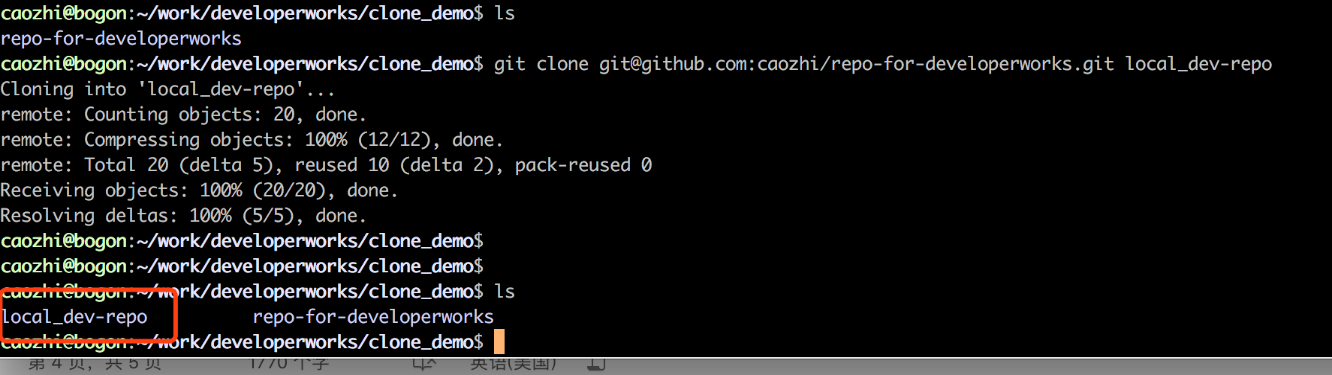 caozhi@bogon:~/work/developerworks/clone_demo$ ls
repo-for-developerworks
caozhi@bogon:~/work/developerworks/clone_demo$ git clone git@github.com:caozhi/repo-for-developerworks.git local_dev-repo
Cloning into 'local_dev-repo'...
remote: Counting objects: 20, done.
remote: Compressing objects: 100% (12/12), done.
remote: Total 20 (delta 5), reused 10 (delta 2), pack-reused 0
Receiving objects: 100% (20/20), done.
Resolving deltas: 100% (5/5), done.
caozhi@bogon:~/work/developerworks/clone_demo$
caozhi@bogon:~/work/developerworks/clone_demo$
caozhi@bogon:~/work/developerworks/clone_demo$ ls
local_dev-repo repo-for-developerworks
caozhi@bogon:~/work/developerworks/clone_demo$
第 4 页，共 5 页 1770 个字 英语(美国)